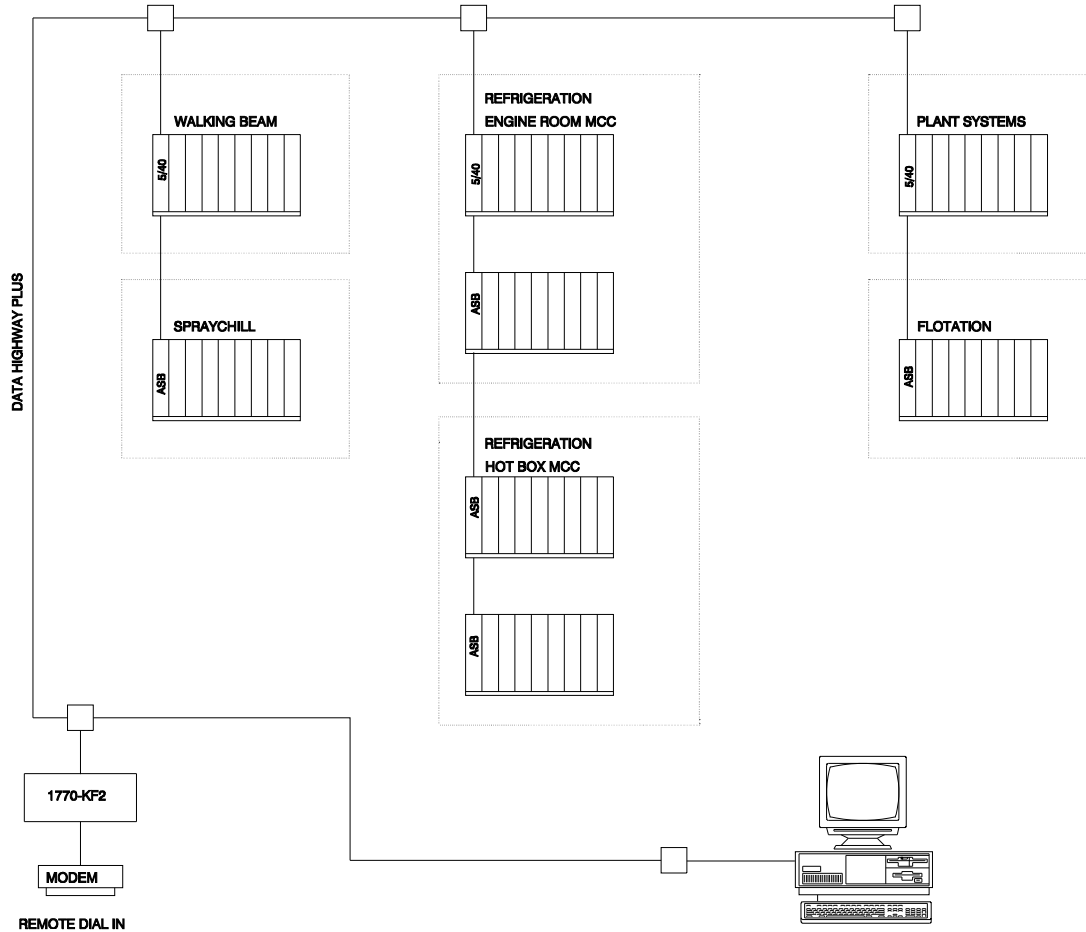 WALKING BEAM
5/40
SPRAYCHILL
ASB
REFRIGERATION
ENGINE ROOM MCC
5/40
ASB
REFRIGERATION
HOT BOX MCC
ASB
ASB
PLANT SYSTEMS
5/40
FLOTATION
ASB
DATA HIGHWAY PLUS
1770-KF2
MODEM
REMOTE DIAL IN